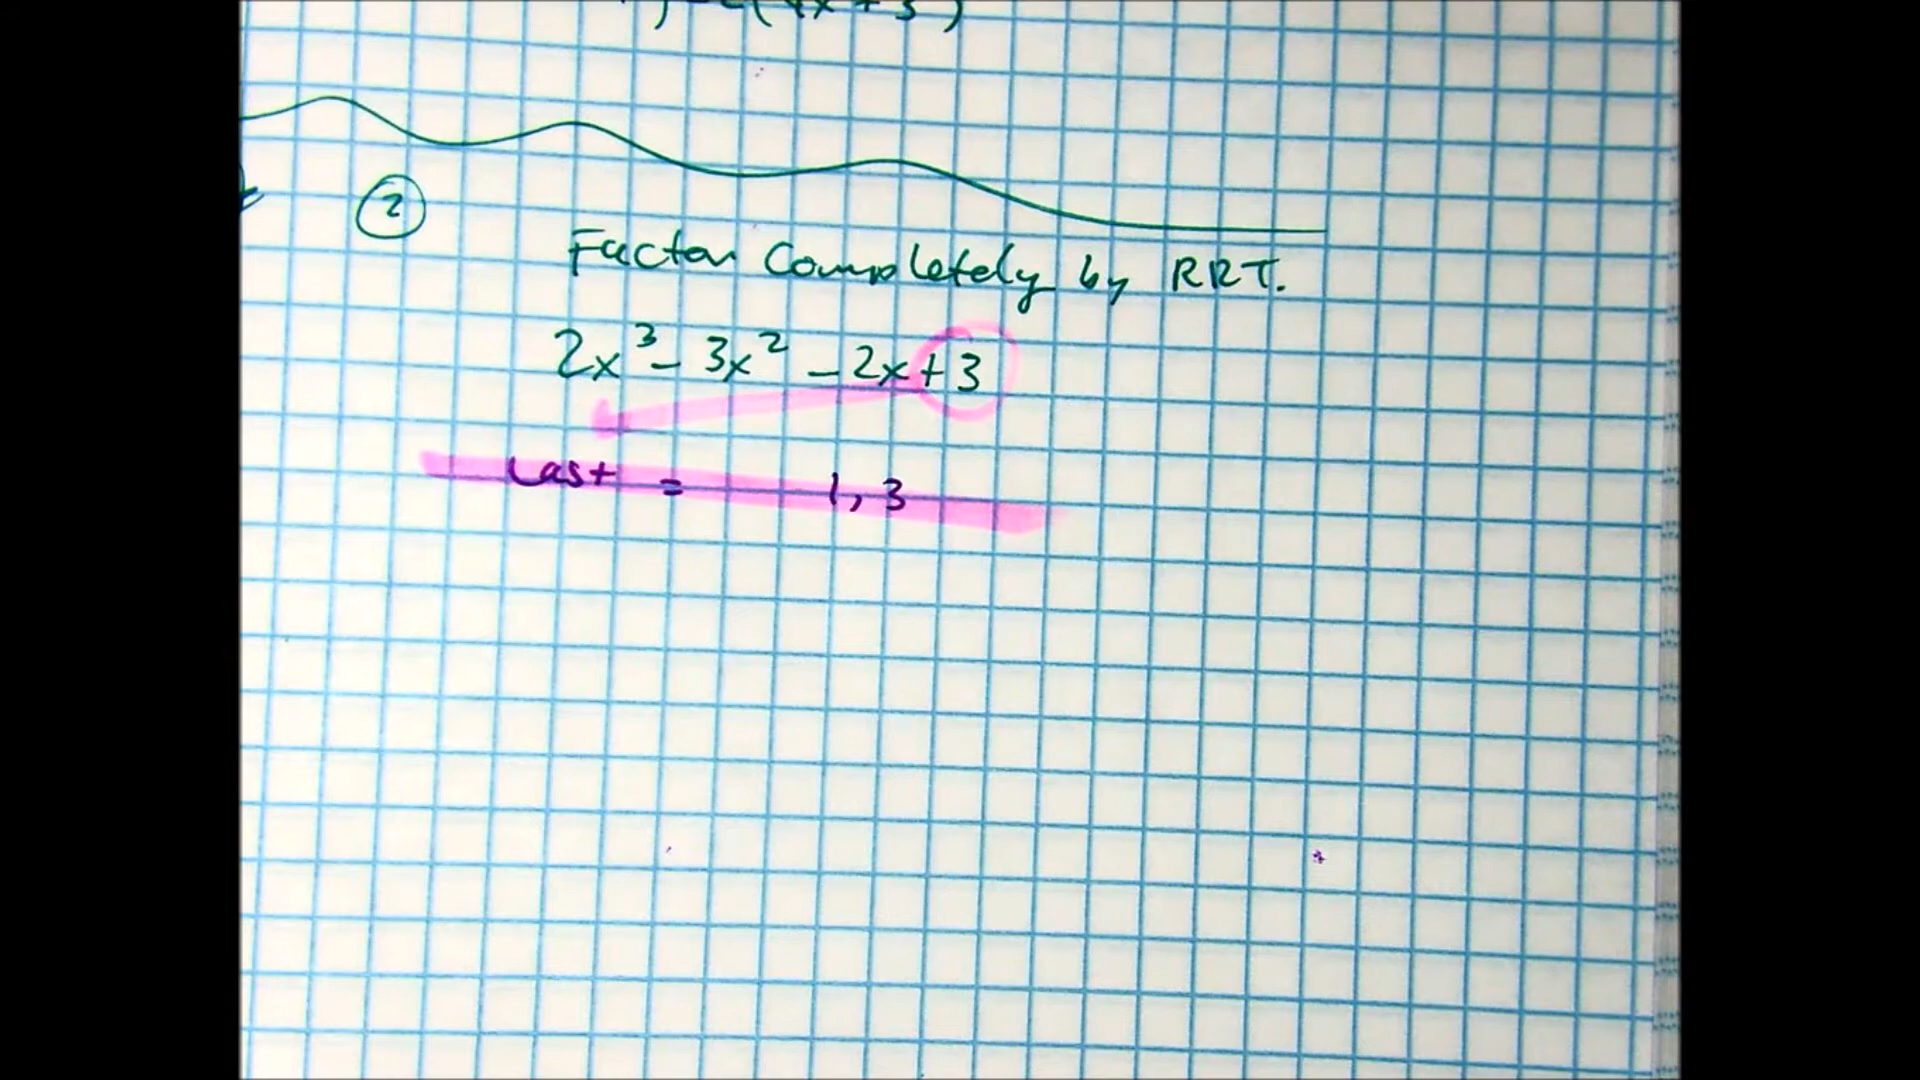 ②
Factor Completely by RRT.
2x³ - 3x² - 2x + 3
Last = 1, 3